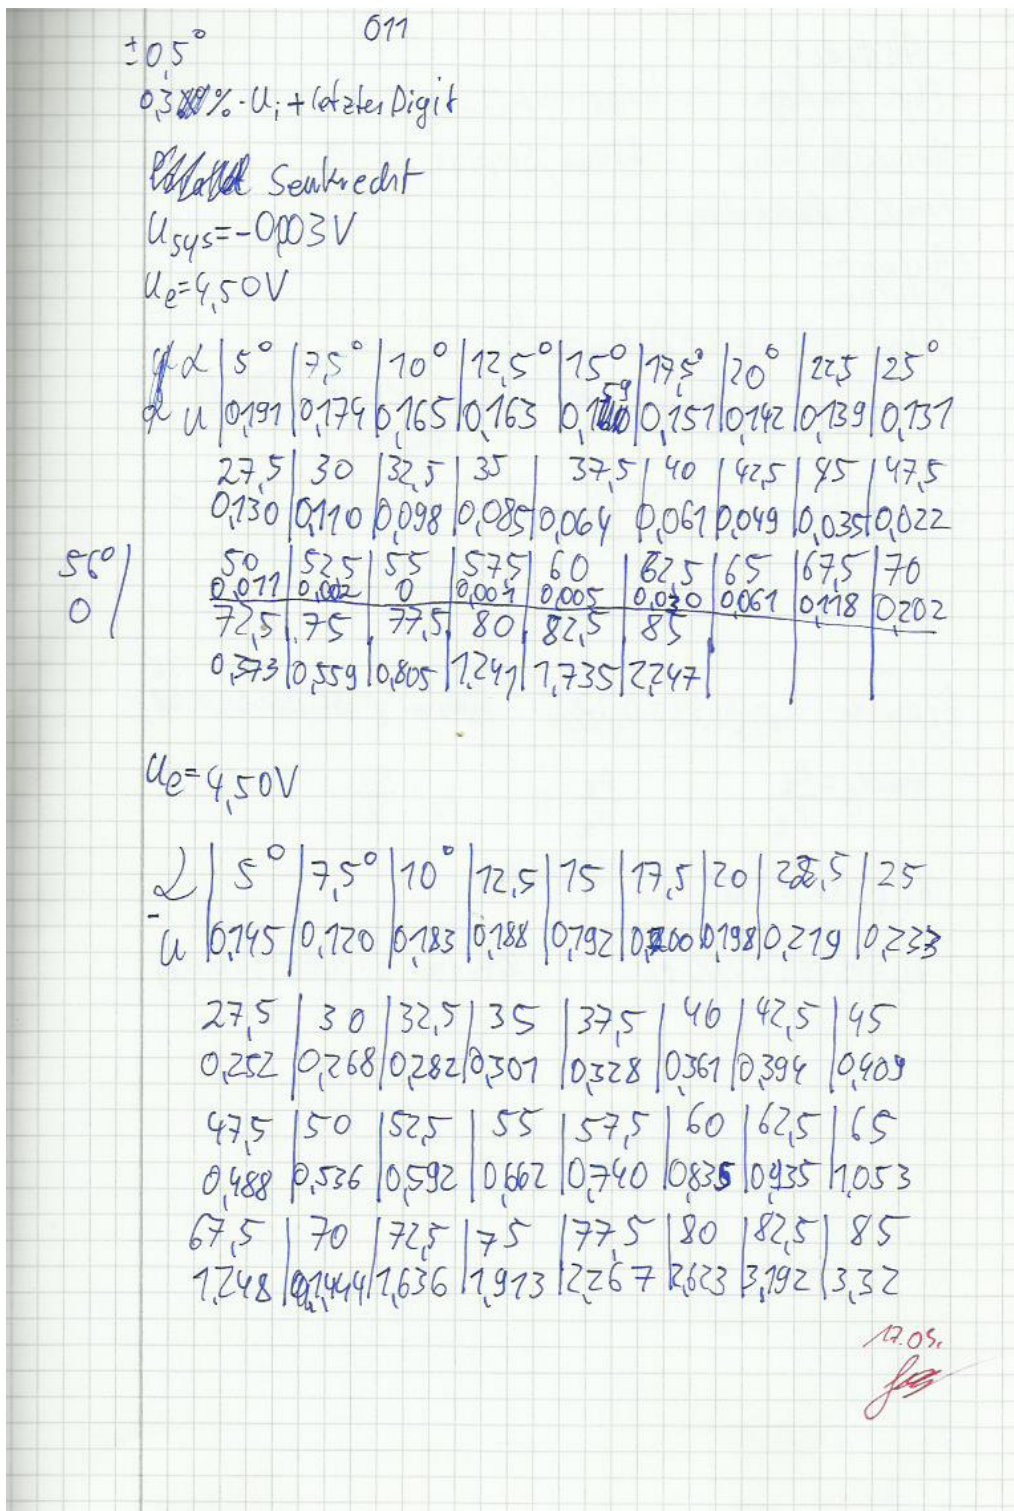 011
±0,5°
0,3 % · Ui + letztes Digit
Senkrecht
Usys = -0,003 V
Ue = 4,50 V
α | 5° | 7,5° | 10° | 12,5° | 15° | 17,5° | 20° | 22,5 | 25°
U | 0,191 | 0,174 | 0,165 | 0,163 | 0,159 | 0,151 | 0,142 | 0,139 | 0,131
27,5 | 30 | 32,5 | 35 | 37,5 | 40 | 42,5 | 45 | 47,5
0,130 | 0,110 | 0,098 | 0,085 | 0,064 | 0,061 | 0,049 | 0,035 | 0,022
56° | 50 | 52,5 | 55 | 57,5 | 60 | 62,5 | 65 | 67,5 | 70
0 | 0,011 | 0,002 | 0 | 0,001 | 0,005 | 0,030 | 0,061 | 0,118 | 0,202
72,5 | 75 | 77,5 | 80 | 82,5 | 85
0,373 | 0,559 | 0,805 | 1,241 | 1,735 | 2,247
Ue = 4,50 V
α | 5° | 7,5° | 10° | 12,5 | 15 | 17,5 | 20 | 22,5 | 25
U | 0,145 | 0,120 | 0,183 | 0,188 | 0,192 | 0,200 | 0,198 | 0,219 | 0,233
27,5 | 30 | 32,5 | 35 | 37,5 | 40 | 42,5 | 45
0,252 | 0,268 | 0,282 | 0,301 | 0,328 | 0,361 | 0,394 | 0,409
47,5 | 50 | 52,5 | 55 | 57,5 | 60 | 62,5 | 65
0,488 | 0,536 | 0,592 | 0,662 | 0,740 | 0,835 | 0,935 | 1,053
67,5 | 70 | 72,5 | 75 | 77,5 | 80 | 82,5 | 85
1,248 | 1,444 | 1,636 | 1,913 | 2,267 | 2,623 | 3,192 | 3,32
17.05.